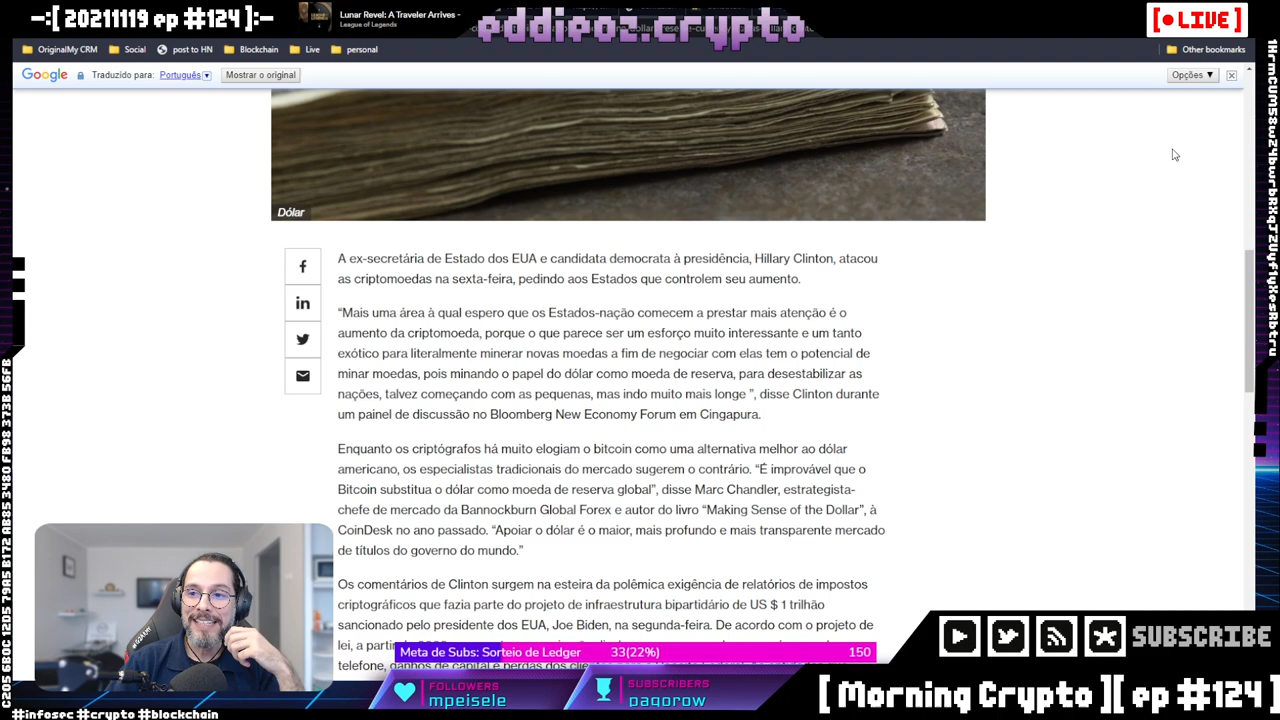 -:[ 20211119 ep #124]:-
Lunar Revel: A Traveler Arrives -
League of Legends
eddieoz.crypto
[ • LIVE ]
OriginalMy CRM
Social
post to HN
Blockchain
Live
personal
Other bookmarks
Google
Traduzido para: Português
Mostrar o original
Opções ▼
Dólar
A ex-secretária de Estado dos EUA e candidata democrata à presidência, Hillary Clinton, atacou
as criptomoedas na sexta-feira, pedindo aos Estados que controlem seu aumento.
“Mais uma área à qual espero que os Estados-nação comecem a prestar mais atenção é o
aumento da criptomoeda, porque o que parece ser um esforço muito interessante e um tanto
exótico para literalmente minerar novas moedas a fim de negociar com elas tem o potencial de
minar moedas, pois minando o papel do dólar como moeda de reserva, para desestabilizar as
nações, talvez começando com as pequenas, mas indo muito mais longe ”, disse Clinton durante
um painel de discussão no Bloomberg New Economy Forum em Cingapura.
Enquanto os criptógrafos há muito elogiam o bitcoin como uma alternativa melhor ao dólar
americano, os especialistas tradicionais do mercado sugerem o contrário. “É improvável que o
Bitcoin substitua o dólar como moeda de reserva global”, disse Marc Chandler, estrategista-
chefe de mercado da Bannockburn Global Forex e autor do livro “Making Sense of the Dollar”, à
CoinDesk no ano passado. “Apoiar o dólar é o maior, mais profundo e mais transparente mercado
de títulos do governo do mundo.”
Os comentários de Clinton surgem na esteira da polêmica exigência de relatórios de impostos
criptográficos que fazia parte do projeto de infraestrutura bipartidário de US $ 1 trilhão
sancionado pelo presidente dos EUA, Joe Biden, na segunda-feira. De acordo com o projeto de
lei, a partir
telefone, ganhos de capital e perdas dos
Meta de Subs: Sorteio de Ledger
33(22%)
150
FOLLOWERS
mpeisele
SUBSCRIBERS
pagorow
SUBSCRIBE
[ Morning Crypto ] ep #124 ]
#infosec #crypto #blockchain